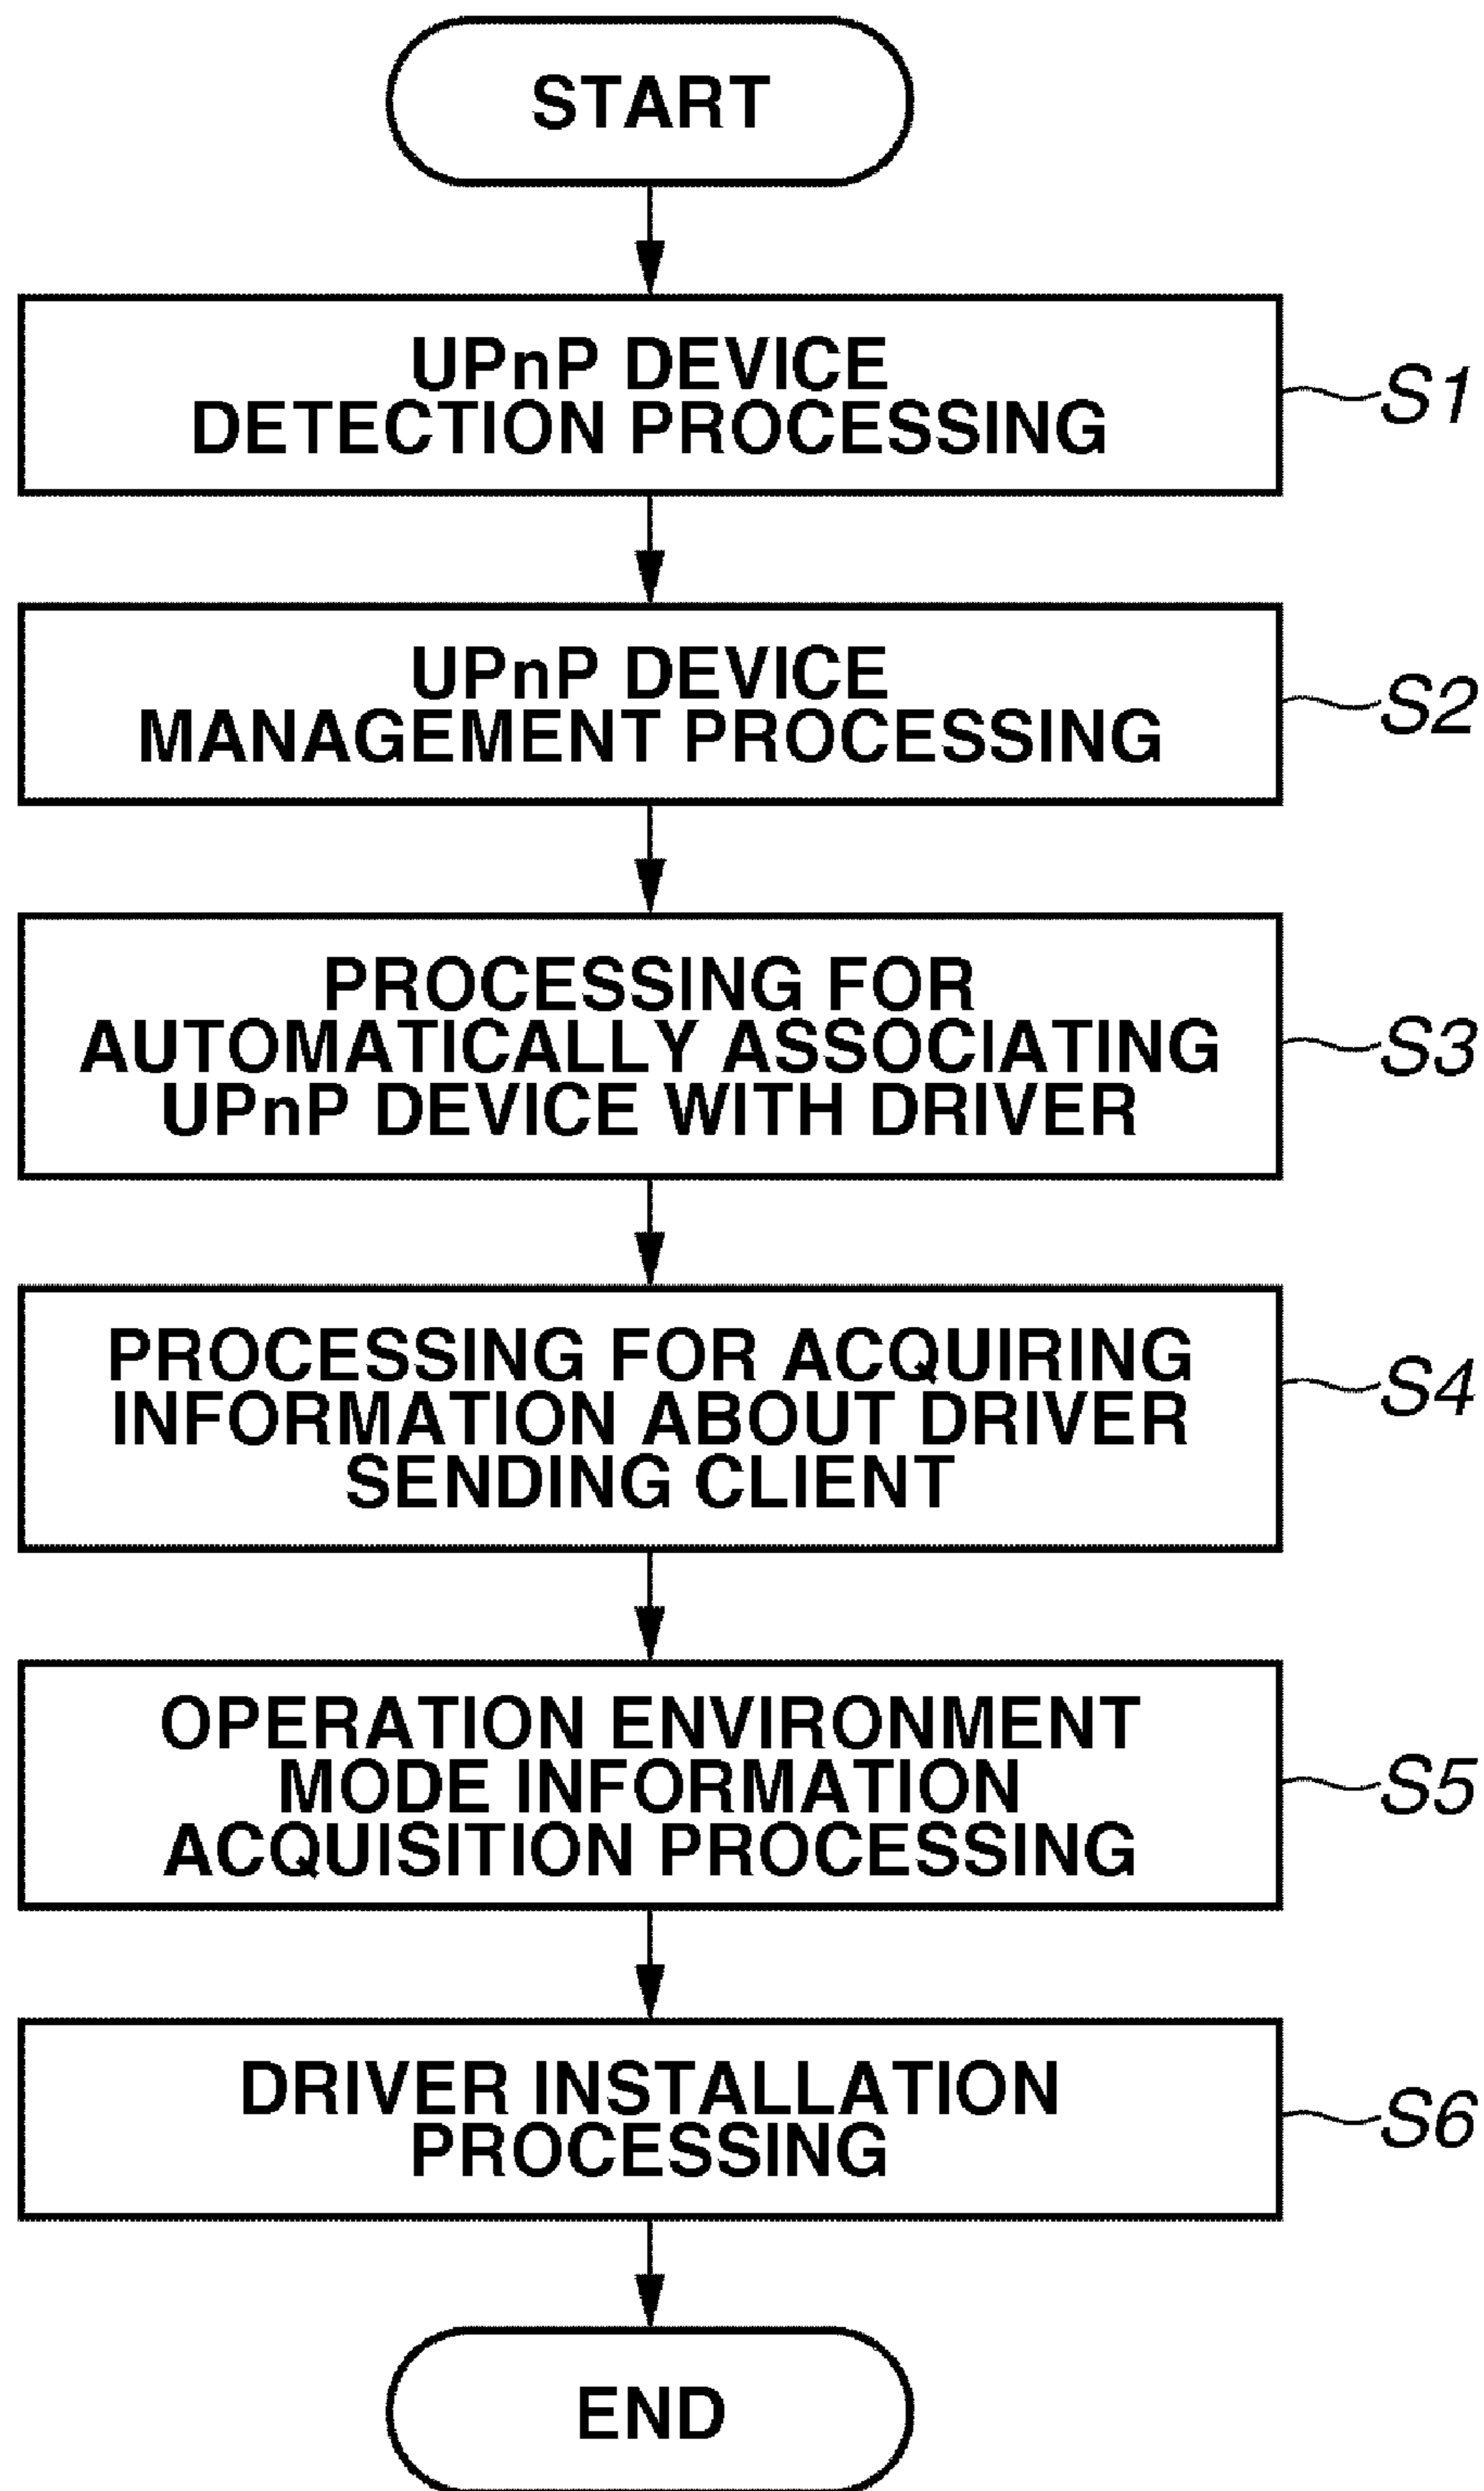 START
UPnP DEVICE
DETECTION PROCESSING
S1
UPnP DEVICE
MANAGEMENT PROCESSING
S2
PROCESSING FOR
AUTOMATICALLY ASSOCIATING
UPnP DEVICE WITH DRIVER
S3
PROCESSING FOR ACQUIRING
INFORMATION ABOUT DRIVER
SENDING CLIENT
S4
OPERATION ENVIRONMENT
MODE INFORMATION
ACQUISITION PROCESSING
S5
DRIVER INSTALLATION
PROCESSING
S6
END